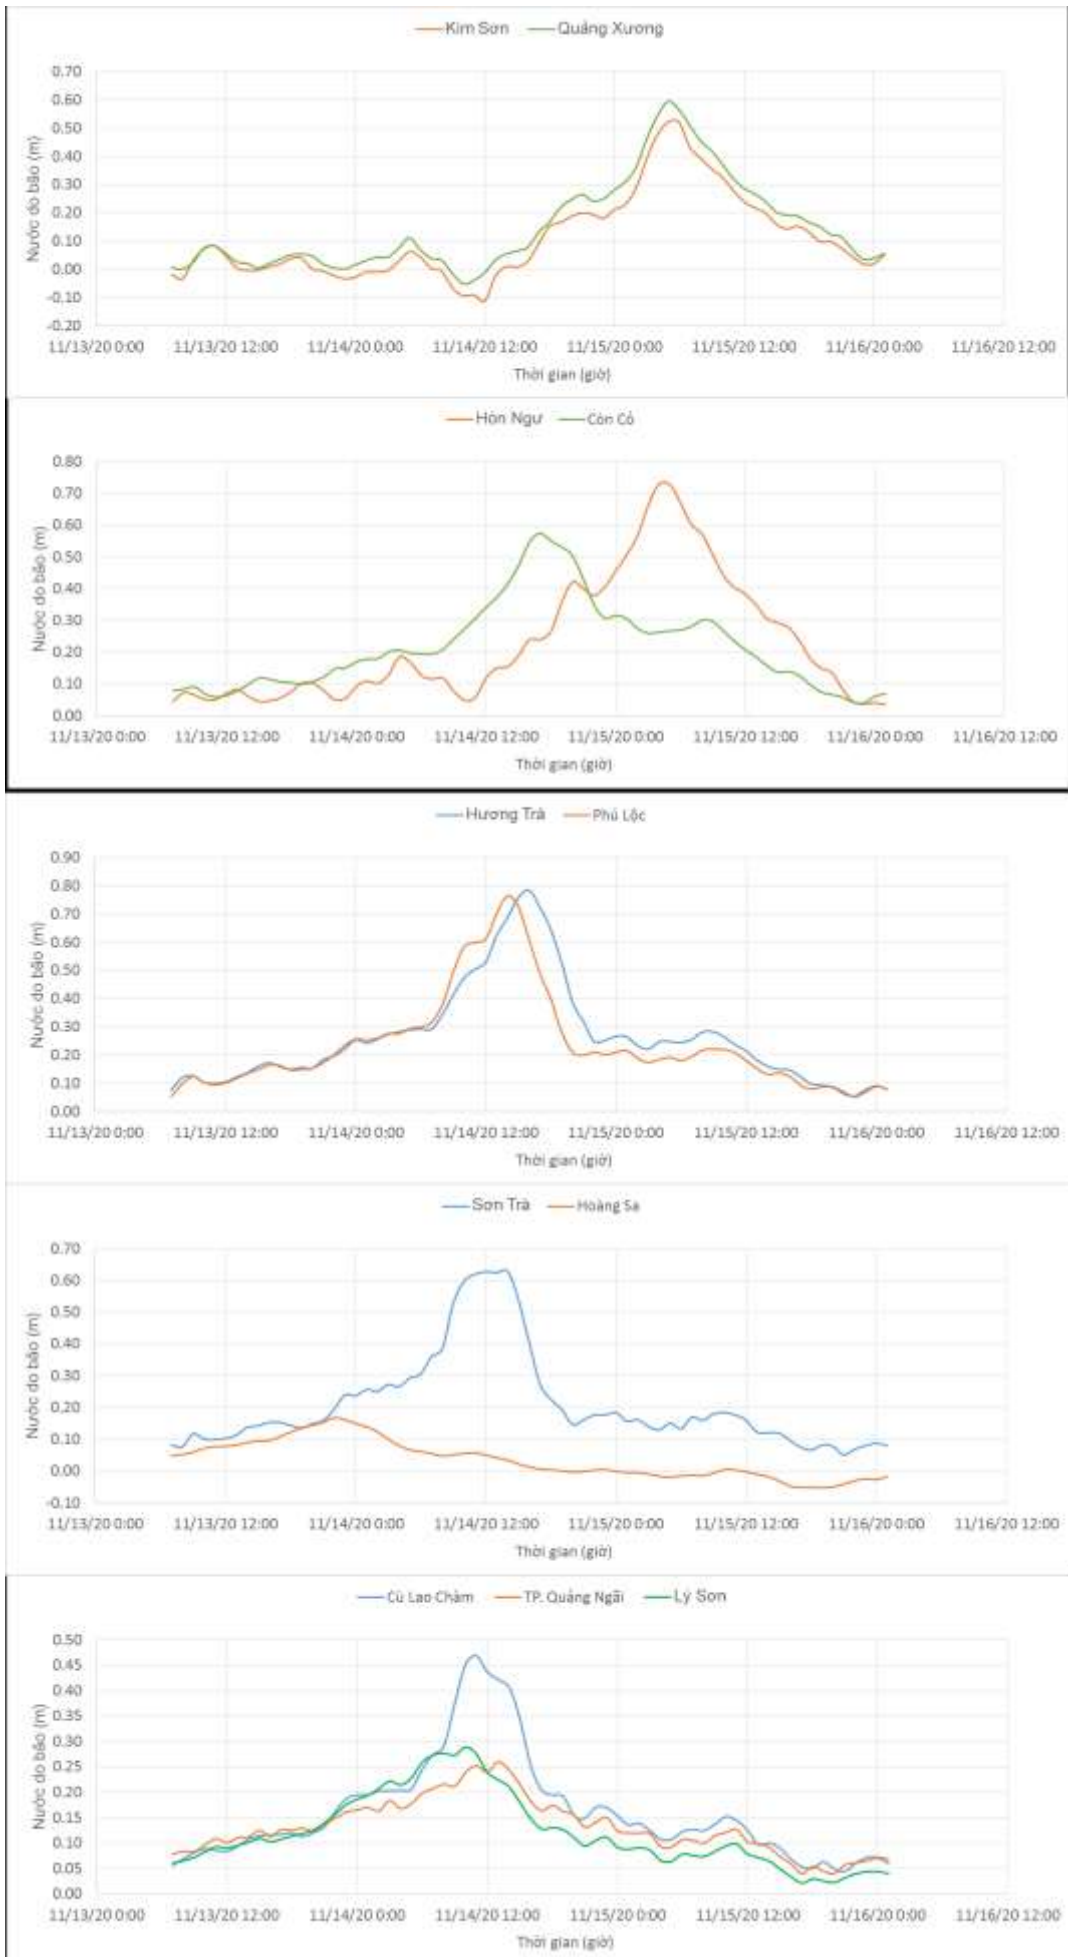 Kim Sơn Quảng Xương
Nước do bão (m)
0.70
0.60
0.50
0.40
0.30
0.20
0.10
0.00
-0.10
-0.20
11/13/20 0:00 11/13/20 12:00 11/14/20 0:00 11/14/20 12:00 11/15/20 0:00 11/15/20 12:00 11/16/20 0:00 11/16/20 12:00
Thời gian (giờ)
Hòn Ngư Cồn Cỏ
Nước do bão (m)
0.80
0.70
0.60
0.50
0.40
0.30
0.20
0.10
0.00
11/13/20 0:00 11/13/20 12:00 11/14/20 0:00 11/14/20 12:00 11/15/20 0:00 11/15/20 12:00 11/16/20 0:00 11/16/20 12:00
Thời gian (giờ)
Hương Trà Phú Lộc
Nước do bão (m)
0.90
0.80
0.70
0.60
0.50
0.40
0.30
0.20
0.10
0.00
11/13/20 0:00 11/13/20 12:00 11/14/20 0:00 11/14/20 12:00 11/15/20 0:00 11/15/20 12:00 11/16/20 0:00 11/16/20 12:00
Thời gian (giờ)
Sơn Trà Hoàng Sa
Nước do bão (m)
0.70
0.60
0.50
0.40
0.30
0.20
0.10
0.00
-0.10
11/13/20 0:00 11/13/20 12:00 11/14/20 0:00 11/14/20 12:00 11/15/20 0:00 11/15/20 12:00 11/16/20 0:00 11/16/20 12:00
Thời gian (giờ)
Cù Lao Chàm TP. Quảng Ngãi Lý Sơn
Nước do bão (m)
0.50
0.45
0.40
0.35
0.30
0.25
0.20
0.15
0.10
0.05
0.00
11/13/20 0:00 11/13/20 12:00 11/14/20 0:00 11/14/20 12:00 11/15/20 0:00 11/15/20 12:00 11/16/20 0:00 11/16/20 12:00
Thời gian (giờ)